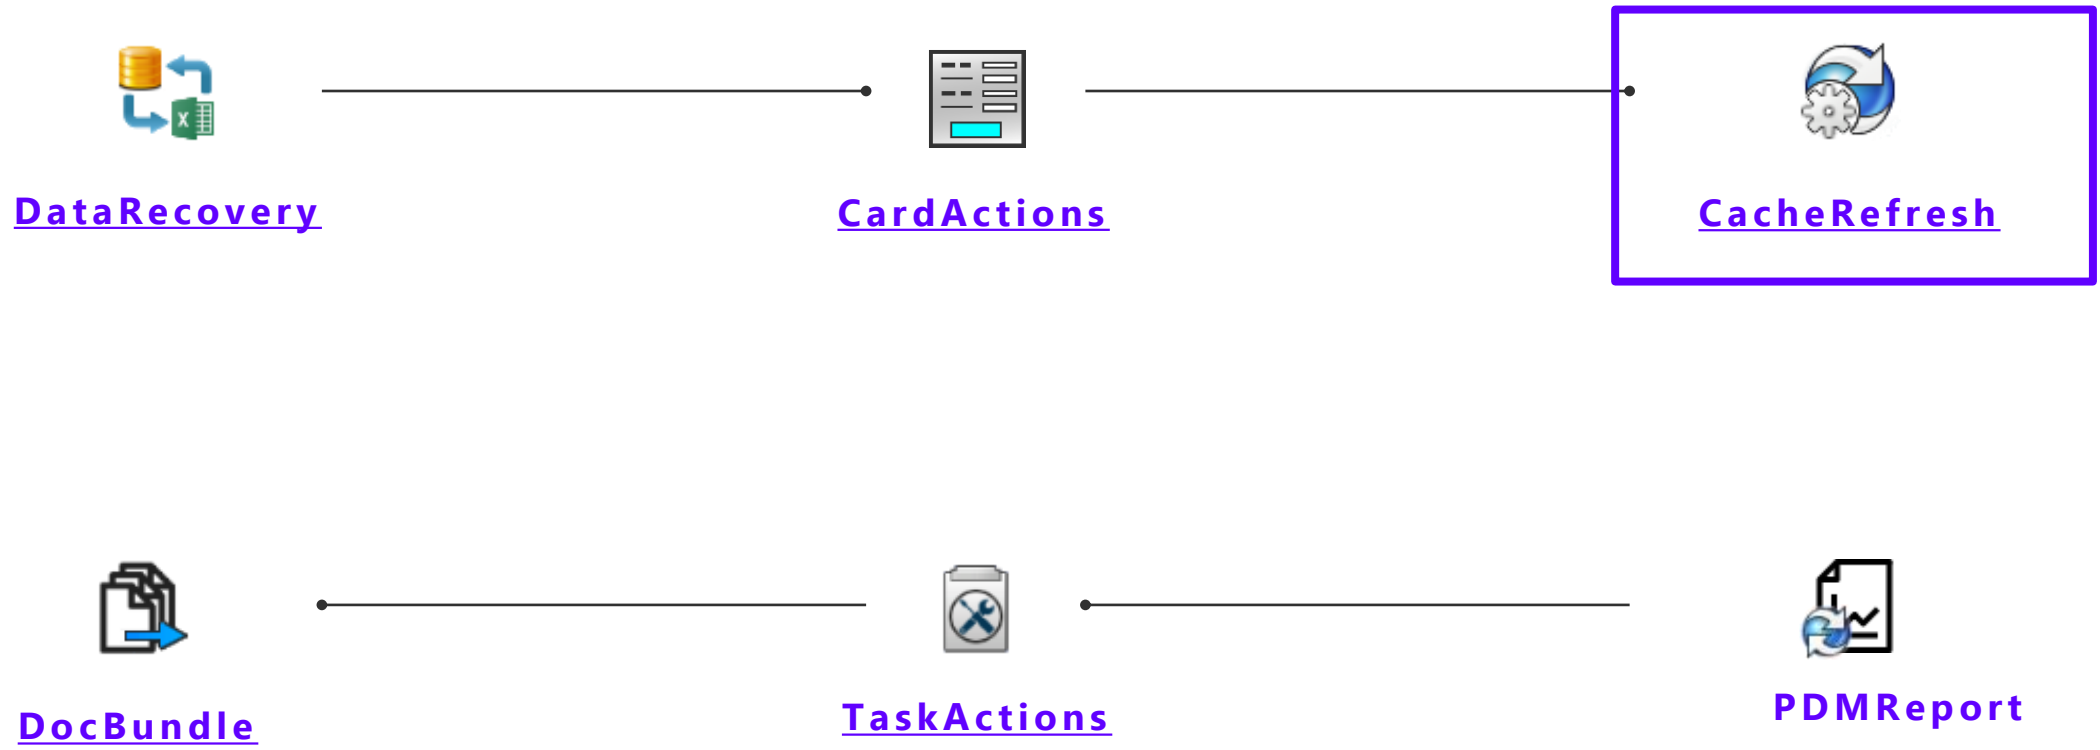 DataRecovery
CardActions
CacheRefresh
DocBundle
TaskActions
PDMReport